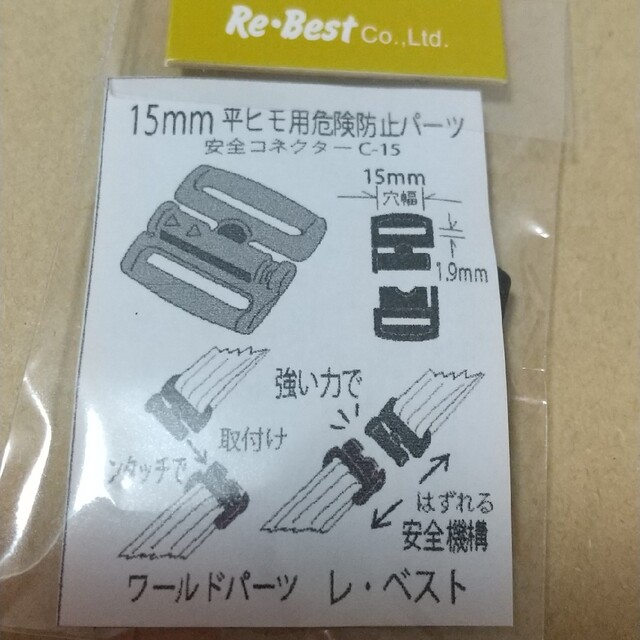 Re・Best Co.,Ltd.
15mm 平ヒモ用危険防止パーツ
安全コネクター C-15
15mm
穴幅
1.9mm
強い力で
取付け
ンタッチで
はずれる
安全機構
ワールドパーツ レ・ベスト